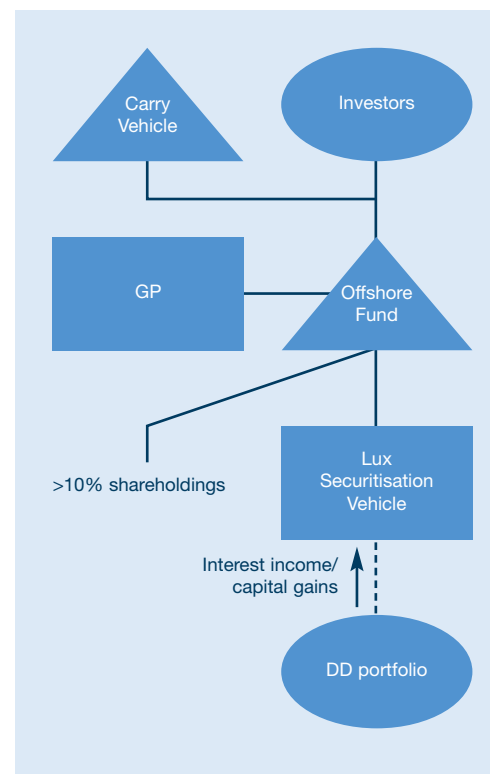 Carry
Vehicle
Investors
GP
Offshore
Fund
>10% shareholdings
Lux
Securitisation
Vehicle
Interest income/
capital gains
DD portfolio